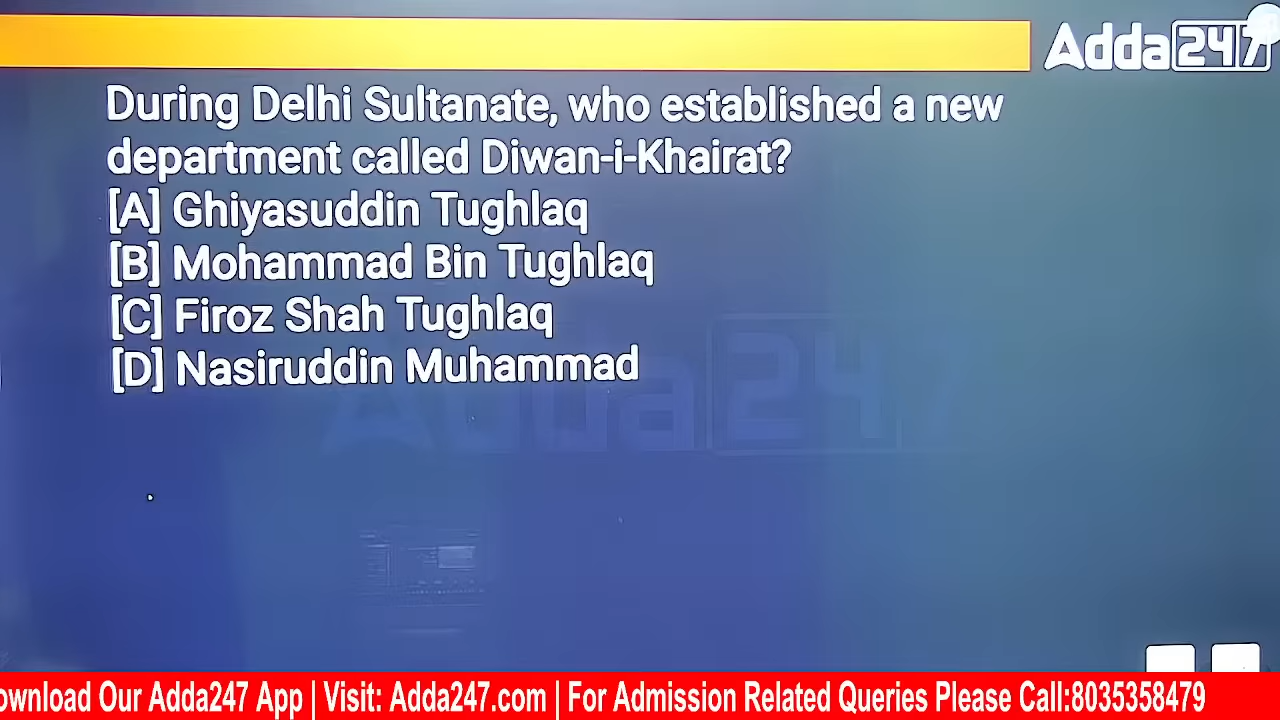 Adda247
During Delhi Sultanate, who established a new
department called Diwan-i-Khairat?
[A] Ghiyasuddin Tughlaq
[B] Mohammad Bin Tughlaq
[C] Firoz Shah Tughlaq
[D] Nasiruddin Muhammad
Adda247
ownload Our Adda247 App | Visit: Adda247.com | For Admission Related Queries Please Call:8035358479